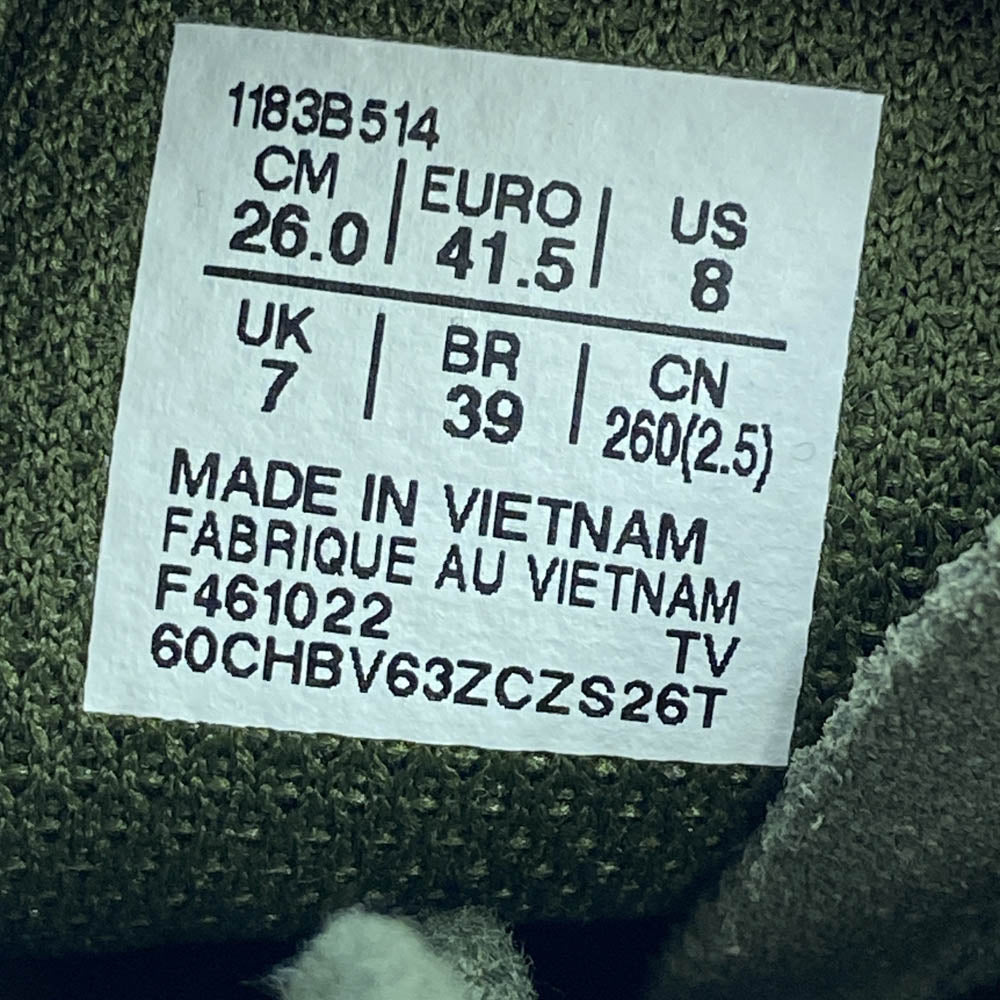 1183B514
CM | EURO | US
26.0 | 41.5 | 8
UK | BR | CN
7 | 39 | 260(2.5)
MADE IN VIETNAM
FABRIQUE AU VIETNAM
F461022 TV
60CHBV63ZCZS26T